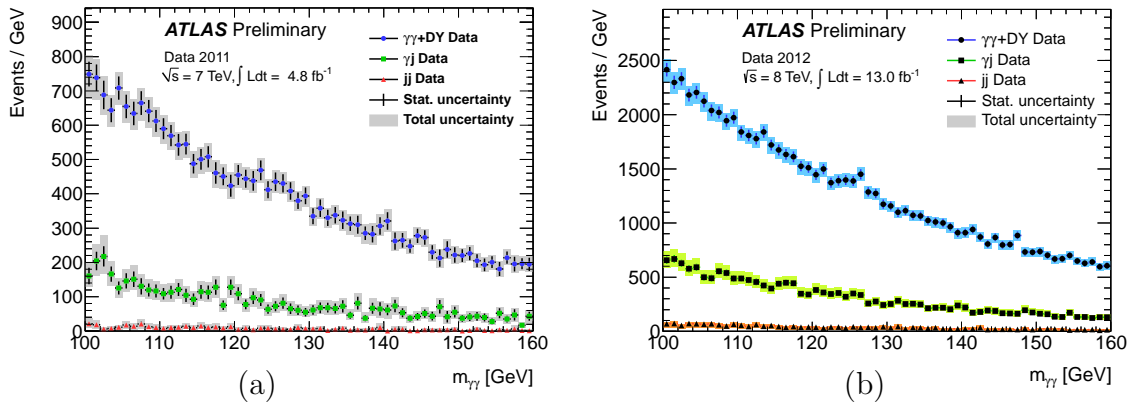 ATLAS Preliminary
Data 2011
√s = 7 TeV, ∫ Ldt = 4.8 fb⁻¹
γγ+DY Data
γj Data
jj Data
Stat. uncertainty
Total uncertainty
Events / GeV
900
800
700
600
500
400
300
200
100
0
100 110 120 130 140 150 160
mγγ [GeV]
(a)
ATLAS Preliminary
Data 2012
√s = 8 TeV, ∫ Ldt = 13.0 fb⁻¹
γγ+DY Data
γj Data
jj Data
Stat. uncertainty
Total uncertainty
Events / GeV
2500
2000
1500
1000
500
0
100 110 120 130 140 150 160
mγγ [GeV]
(b)